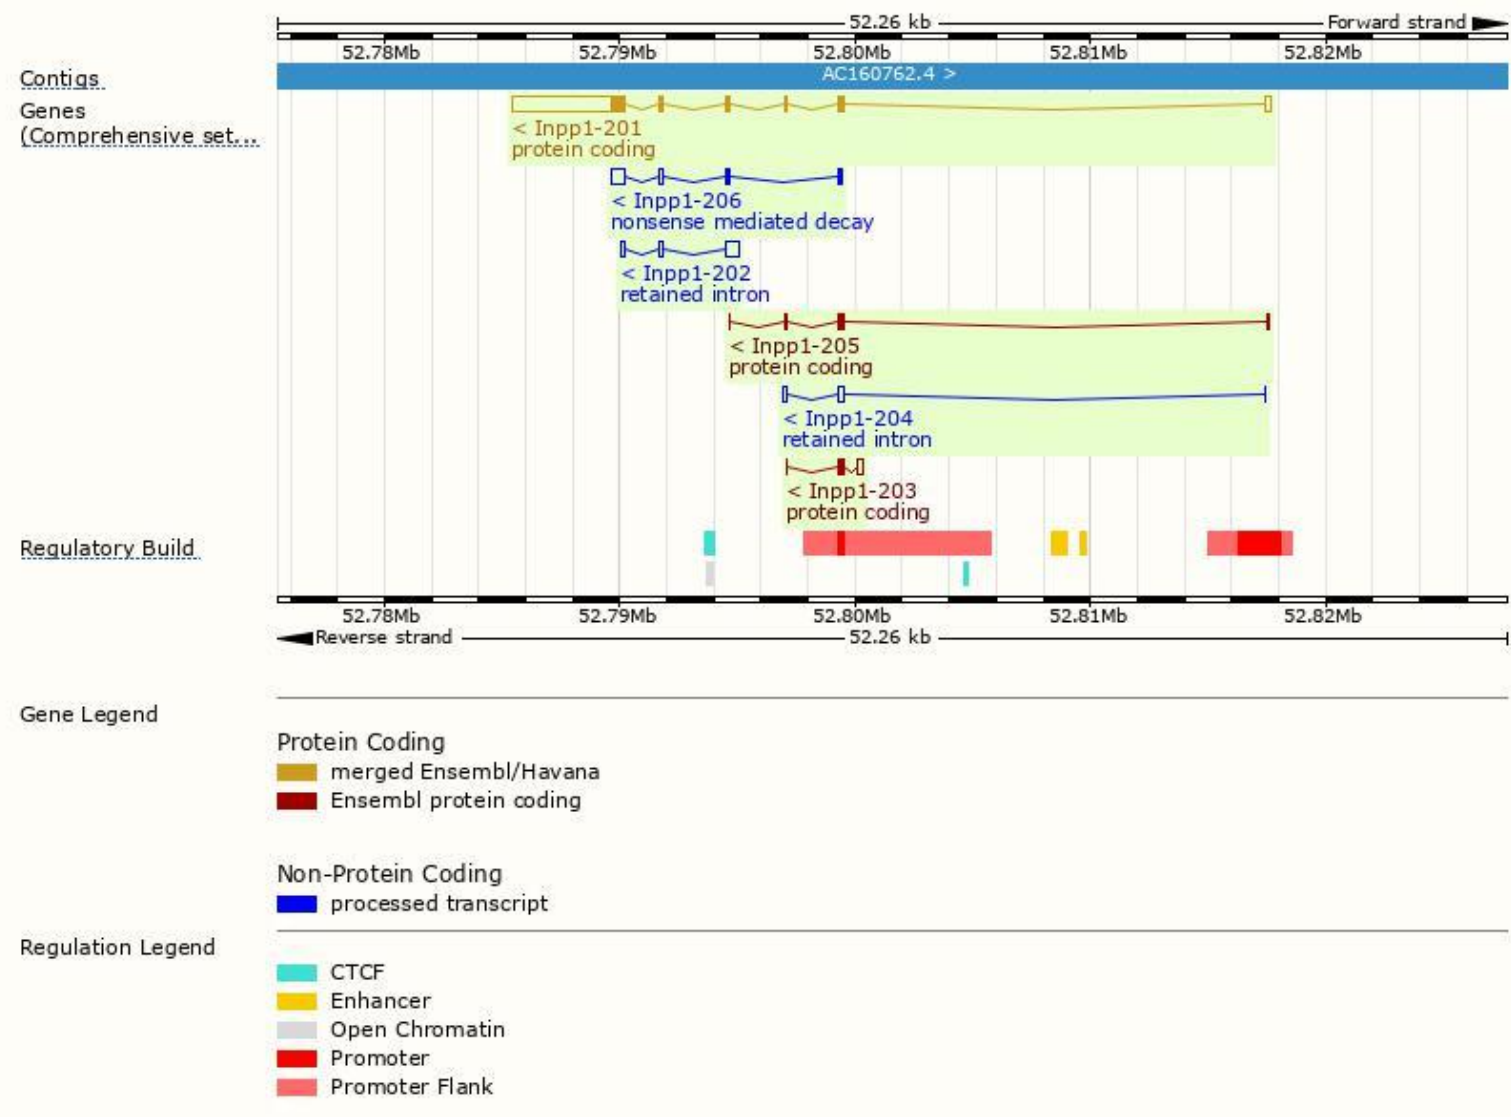 52.26 kb Forward strand
52.78Mb 52.79Mb 52.80Mb 52.81Mb 52.82Mb
Contigs AC160762.4 >
Genes
(Comprehensive set...
< Inpp1-201
protein coding
< Inpp1-206
nonsense mediated decay
< Inpp1-202
retained intron
< Inpp1-205
protein coding
< Inpp1-204
retained intron
< Inpp1-203
protein coding
Regulatory Build
52.78Mb 52.79Mb 52.80Mb 52.81Mb 52.82Mb
Reverse strand 52.26 kb
Gene Legend
Protein Coding
merged Ensembl/Havana
Ensembl protein coding
Non-Protein Coding
processed transcript
Regulation Legend
CTCF
Enhancer
Open Chromatin
Promoter
Promoter Flank